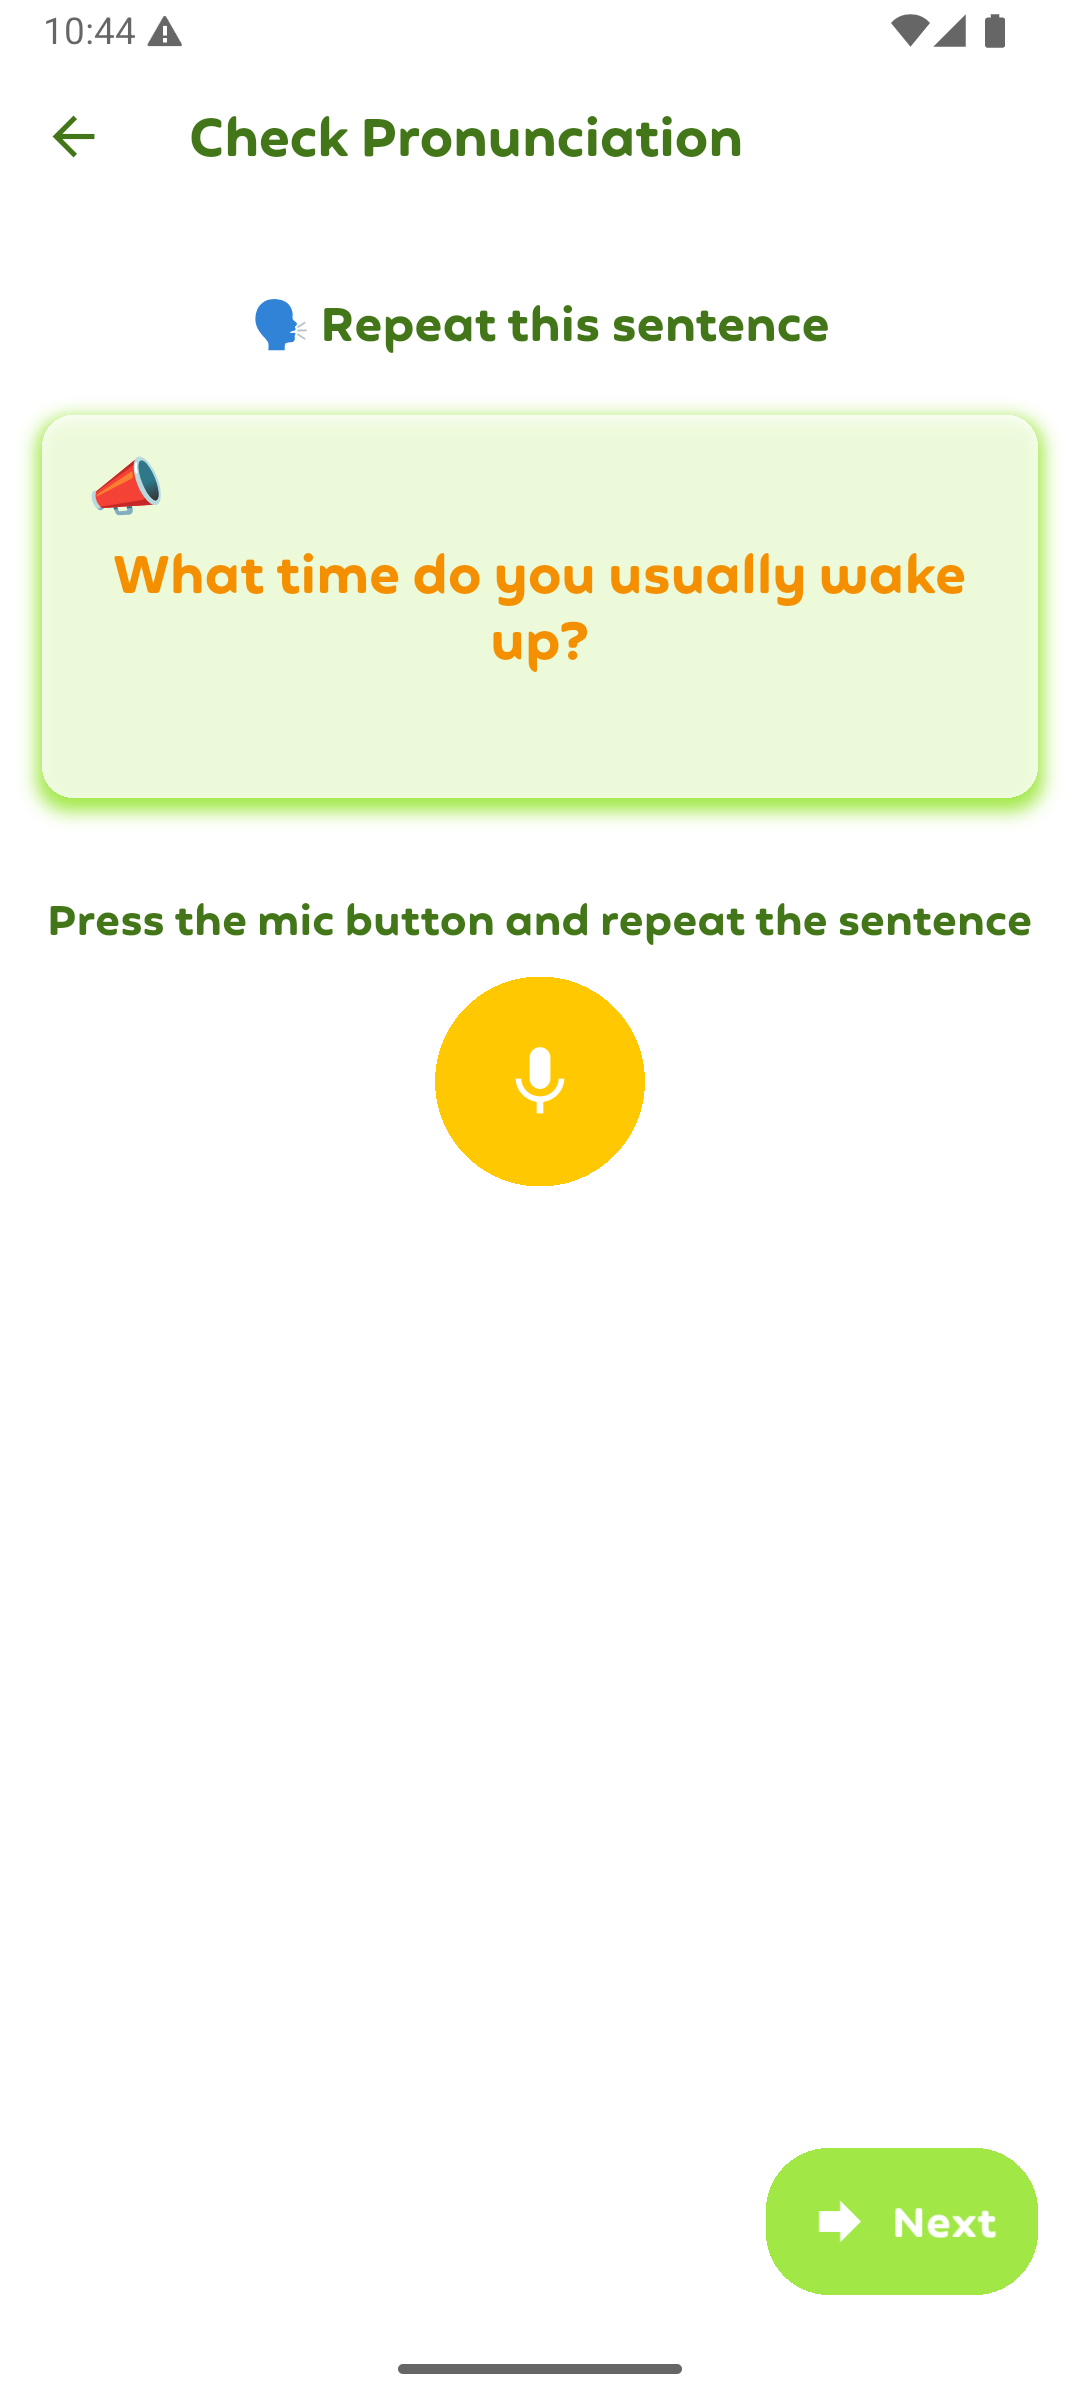 10:44
Check Pronunciation
Repeat this sentence
What time do you usually wake
up?
Press the mic button and repeat the sentence
Next